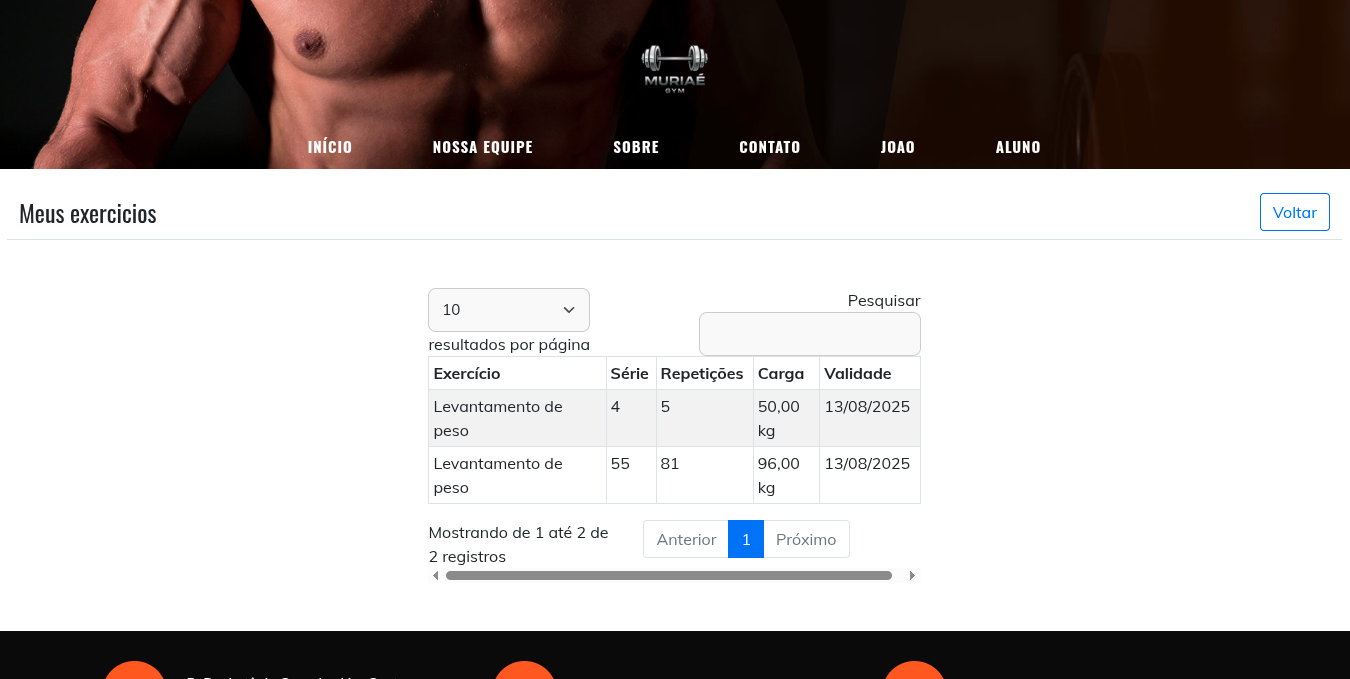 MURIAÉ
GYM
INÍCIO NOSSA EQUIPE SOBRE CONTATO JOAO ALUNO
Meus exercicios
Voltar
10
resultados por página
Pesquisar
Exercício Série Repetições Carga Validade
Levantamento de peso 4 5 50,00 kg 13/08/2025
Levantamento de peso 55 81 96,00 kg 13/08/2025
Mostrando de 1 até 2 de
2 registros
Anterior 1 Próximo